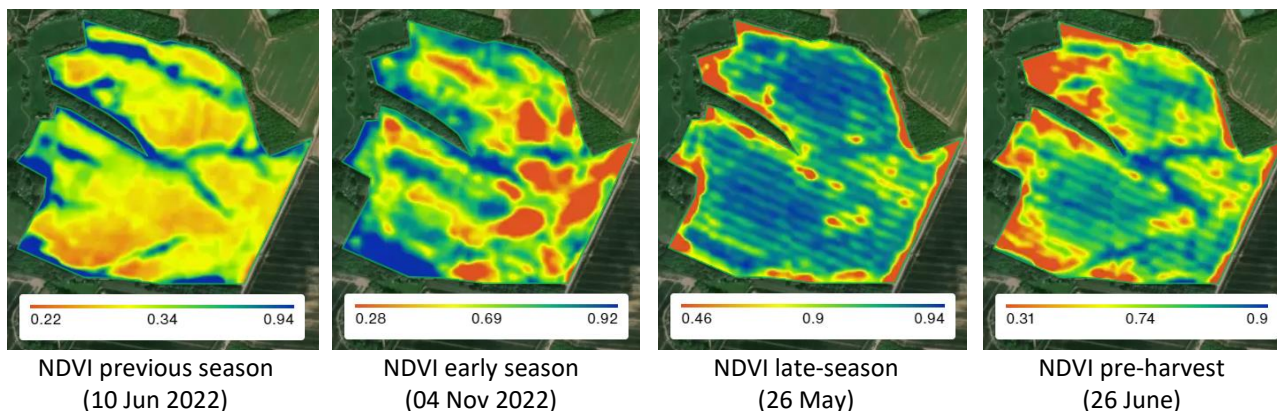 0.22 0.34 0.94
0.28 0.69 0.92
0.46 0.9 0.94
0.31 0.74 0.9
NDVI previous season
(10 Jun 2022)
NDVI early season
(04 Nov 2022)
NDVI late-season
(26 May)
NDVI pre-harvest
(26 June)